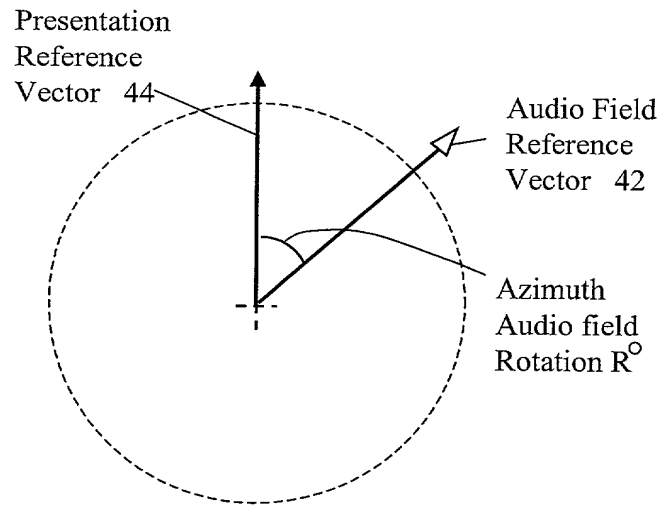 Presentation
Reference
Vector 44
Audio Field
Reference
Vector 42
Azimuth
Audio field
Rotation R°